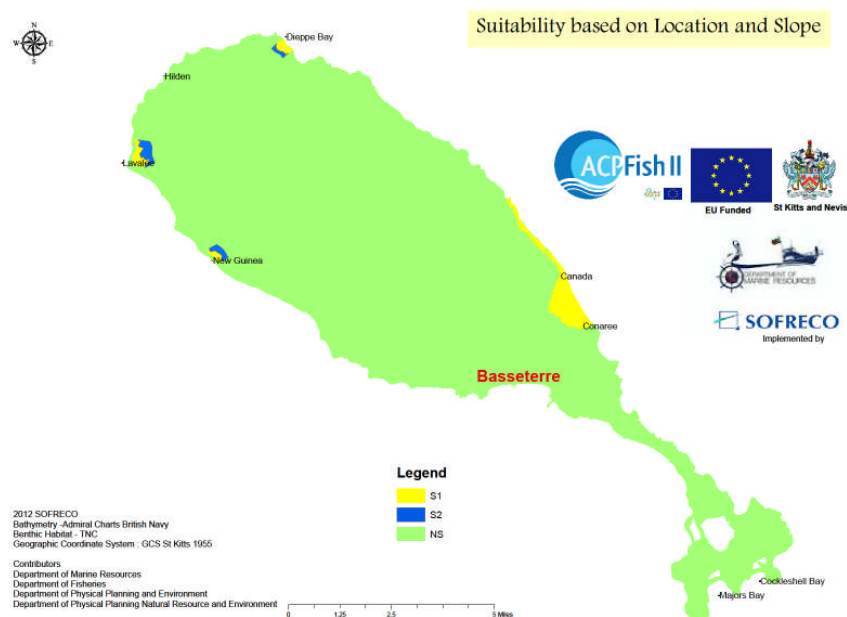 Suitability based on Location and Slope
N
W E
S
Dieppe Bay
Hilden
Lavalee
New Guinea
Canada
Conaree
Basseterre
Cockleshell Bay
Majors Bay
ACPFish II
EU Funded
St Kitts and Nevis
DEPARTMENT OF
MARINE RESOURCES
SOFRECO
Implemented by
Legend
S1
S2
NS
2012 SOFRECO
Bathymetry -Admiral Charts British Navy
Benthic Habitat - TNC
Geographic Coordinate System : GCS St Kitts 1955
Contributors
Department of Marine Resources
Department of Fisheries
Department of Physical Planning and Environment
Department of Physical Planning Natural Resource and Environment
0 1.25 2.5 5 Miles